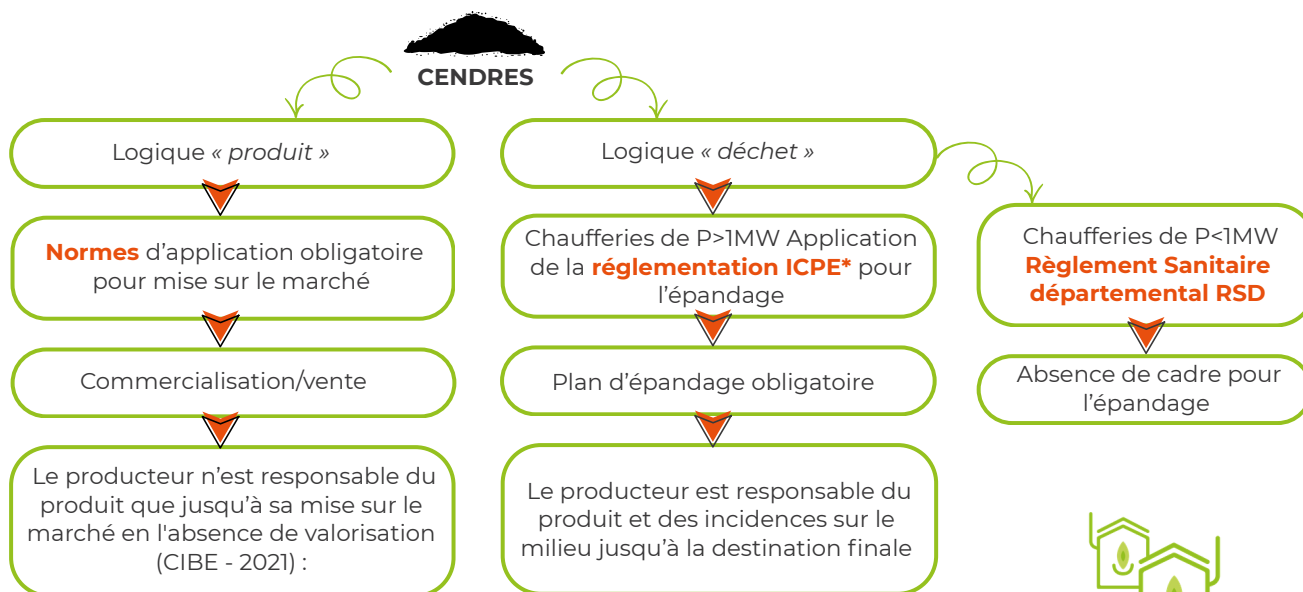 CENDRES
Logique « produit »
Normes d'application obligatoire
pour mise sur le marché
Commercialisation/vente
Le producteur n'est responsable du
produit que jusqu'à sa mise sur le
marché en l'absence de valorisation
(CIBE - 2021) :
Logique « déchet »
Chaufferies de P>1MW Application
de la réglementation ICPE* pour
l'épandage
Plan d'épandage obligatoire
Le producteur est responsable du
produit et des incidences sur le
milieu jusqu'à la destination finale
Chaufferies de P<1MW
Règlement Sanitaire
départemental RSD
Absence de cadre pour
l'épandage